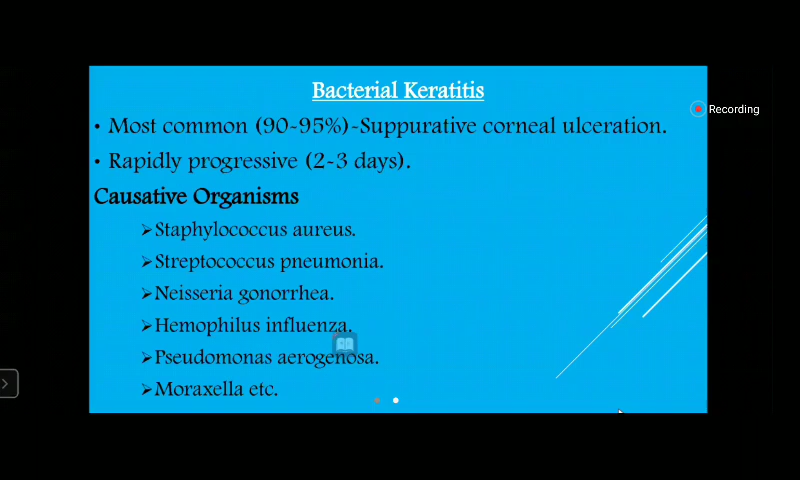 Bacterial Keratitis
Recording
• Most common (90-95%)-Suppurative corneal ulceration.
• Rapidly progressive (2-3 days).
Causative Organisms
➢Staphylococcus aureus.
➢Streptococcus pneumonia.
➢Neisseria gonorrhea.
➢Hemophilus influenza.
➢Pseudomonas aerogenosa.
➢Moraxella etc.